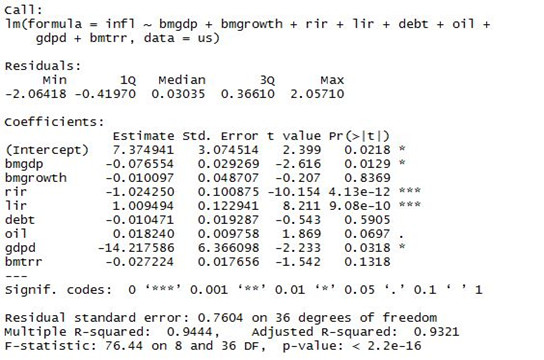 Call:
lm(formula = infl ~ bmgdp + bmgrowth + rir + lir + debt + oil +
gdpd + bmtrr, data = us)
Residuals:
Min 1Q Median 3Q Max
-2.06418 -0.41970 0.03035 0.36610 2.05710
Coefficients:
Estimate Std. Error t value Pr(>|t|)
(Intercept) 7.374941 3.074514 2.399 0.0218 *
bmgdp -0.076554 0.029269 -2.616 0.0129 *
bmgrowth -0.010097 0.048707 -0.207 0.8369
rir -1.024250 0.100875 -10.154 4.13e-12 ***
lir 1.009494 0.122941 8.211 9.08e-10 ***
debt -0.010471 0.019287 -0.543 0.5905
oil 0.018240 0.009758 1.869 0.0697 .
gdpd -14.217586 6.366098 -2.233 0.0318 *
bmtrr -0.027224 0.017656 -1.542 0.1318
---
Signif. codes: 0 ‘***’ 0.001 ‘**’ 0.01 ‘*’ 0.05 ‘.’ 0.1 ‘ ’ 1
Residual standard error: 0.7604 on 36 degrees of freedom
Multiple R-squared: 0.9444, Adjusted R-squared: 0.9321
F-statistic: 76.44 on 8 and 36 DF, p-value: < 2.2e-16